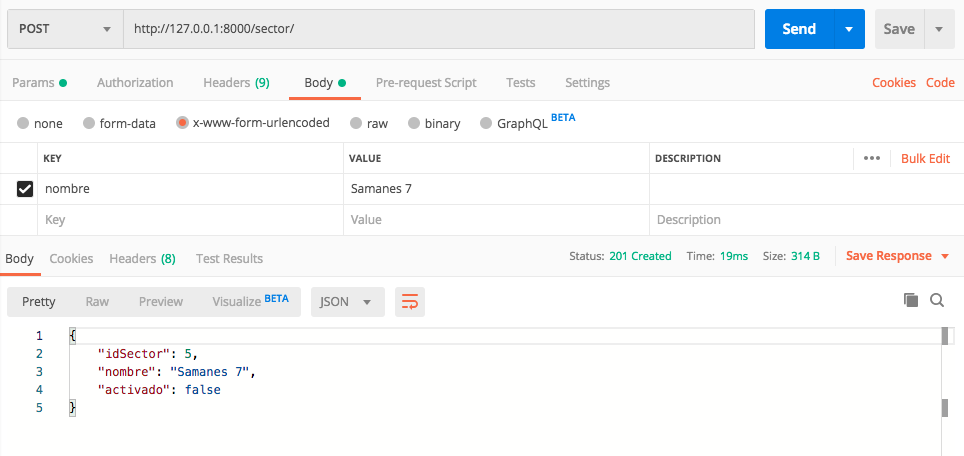 POST http://127.0.0.1:8000/sector/ Send Save
Params Authorization Headers (9) Body Pre-request Script Tests Settings Cookies Code
none form-data x-www-form-urlencoded raw binary GraphQL BETA
KEY VALUE DESCRIPTION ••• Bulk Edit
nombre Samanes 7
Key Value Description
Body Cookies Headers (8) Test Results Status: 201 Created Time: 19ms Size: 314 B Save Response
Pretty Raw Preview Visualize BETA JSON
1 {
2 "idSector": 5,
3 "nombre": "Samanes 7",
4 "activado": false
5 }